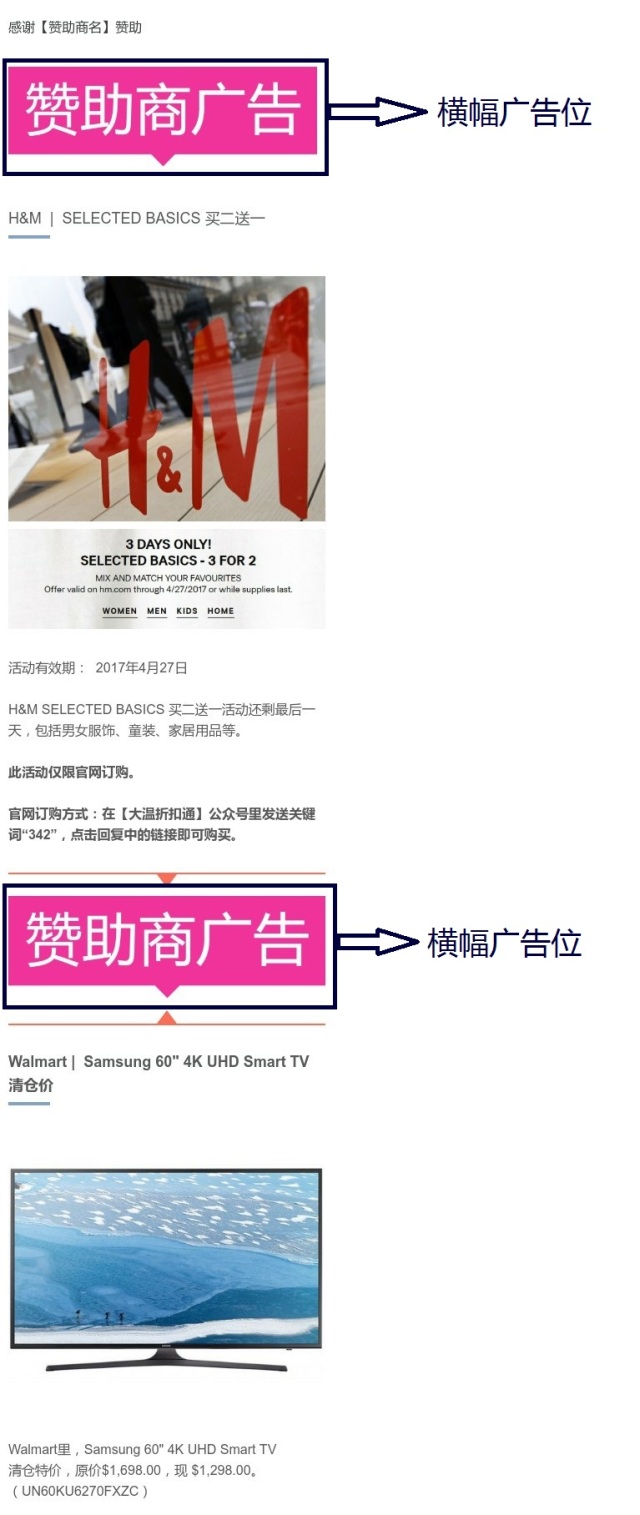 感谢【赞助商名】赞助
赞助商广告
横幅广告位
H&M | SELECTED BASICS 买二送一
H&M
3 DAYS ONLY!
SELECTED BASICS - 3 FOR 2
MIX AND MATCH YOUR FAVOURITES
Offer valid on hm.com through 4/27/2017 or while supplies last.
WOMEN MEN KIDS HOME
活动有效期： 2017年4月27日
H&M SELECTED BASICS 买二送一活动还剩最后一
天，包括男女服饰、童装、家居用品等。
此活动仅限官网订购。
官网订购方式：在【大温折扣通】公众号里发送关键
词“342”，点击回复中的链接即可购买。
赞助商广告
横幅广告位
Walmart | Samsung 60" 4K UHD Smart TV
清仓价
Walmart里，Samsung 60" 4K UHD Smart TV
清仓特价，原价$1,698.00，现 $1,298.00。
（UN60KU6270FXZC）